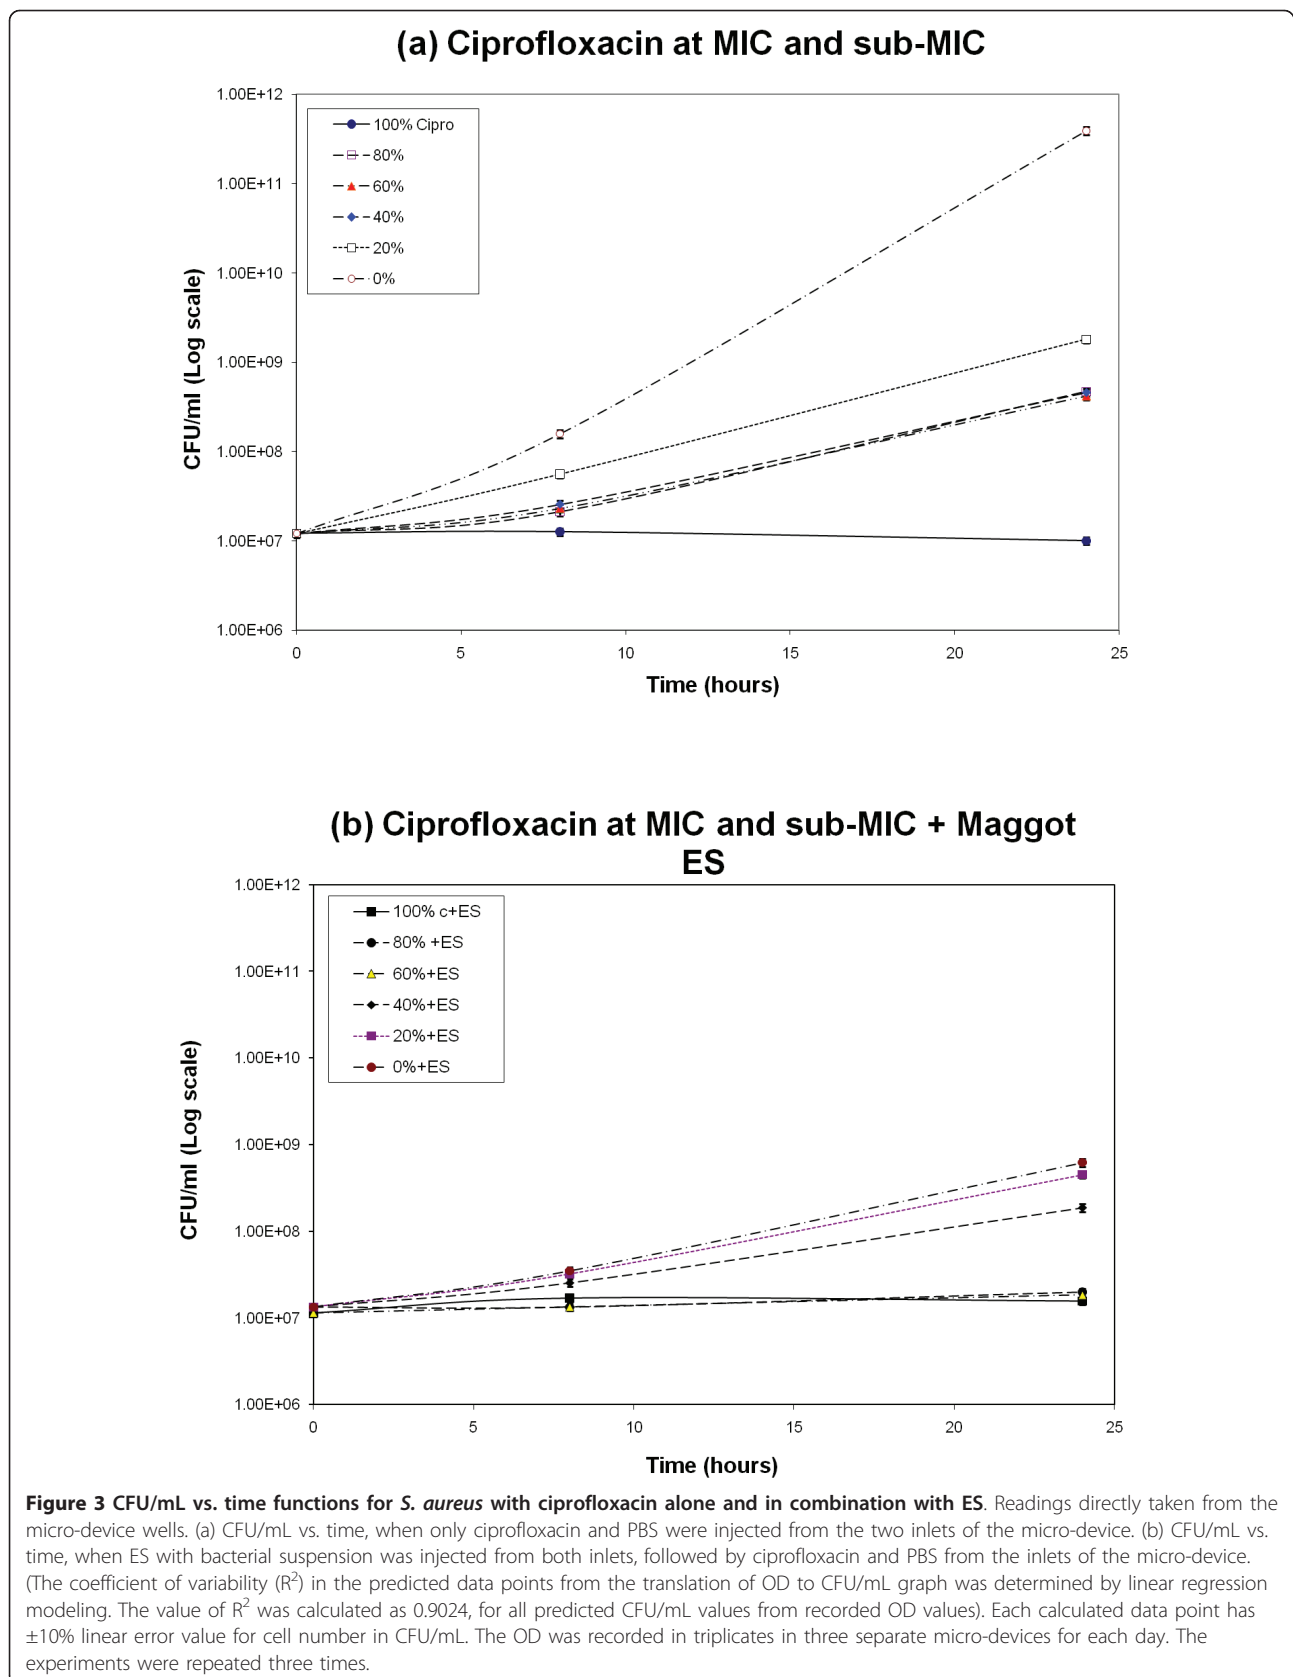 (a) Ciprofloxacin at MIC and sub-MIC
1.00E+12
1.00E+11
1.00E+10
1.00E+09
1.00E+08
1.00E+07
1.00E+06
CFU/ml (Log scale)
100% Cipro
80%
60%
40%
20%
0%
0
5
10
15
20
25
Time (hours)
(b) Ciprofloxacin at MIC and sub-MIC + Maggot
ES
1.00E+12
1.00E+11
1.00E+10
1.00E+09
1.00E+08
1.00E+07
1.00E+06
CFU/ml (Log scale)
100% c+ES
80% +ES
60%+ES
40%+ES
20%+ES
0%+ES
0
5
10
15
20
25
Time (hours)
Figure 3 CFU/mL vs. time functions for S. aureus with ciprofloxacin alone and in combination with ES. Readings directly taken from the
micro-device wells. (a) CFU/mL vs. time, when only ciprofloxacin and PBS were injected from the two inlets of the micro-device. (b) CFU/mL vs.
time, when ES with bacterial suspension was injected from both inlets, followed by ciprofloxacin and PBS from the inlets of the micro-device.
(The coefficient of variability (R²) in the predicted data points from the translation of OD to CFU/mL graph was determined by linear regression
modeling. The value of R² was calculated as 0.9024, for all predicted CFU/mL values from recorded OD values). Each calculated data point has
±10% linear error value for cell number in CFU/mL. The OD was recorded in triplicates in three separate micro-devices for each day. The
experiments were repeated three times.